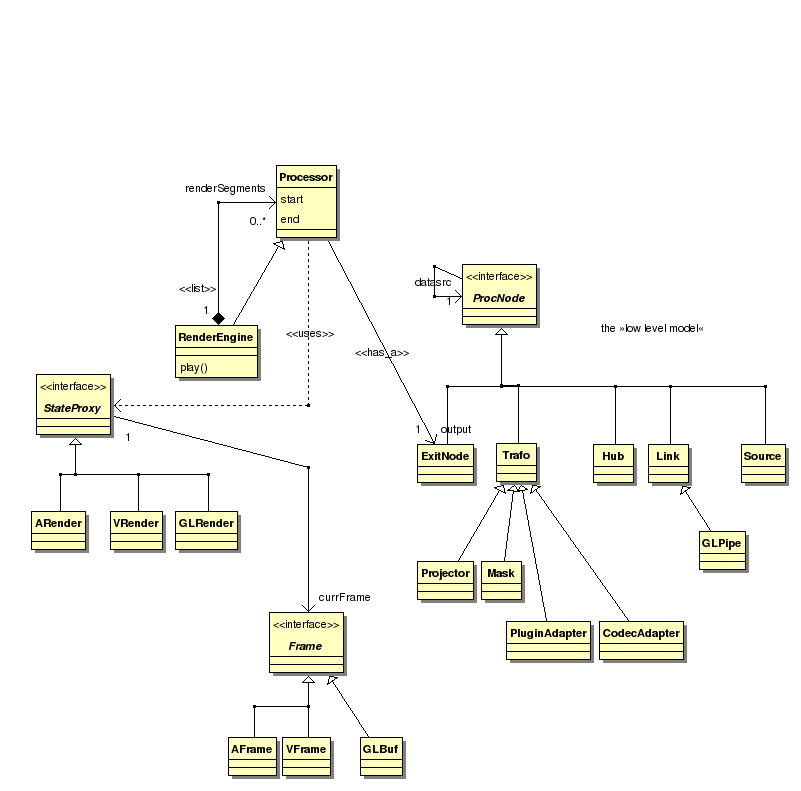 Processor
renderSegments
start
0..*
end
<<interface>>
ProcNode
datasrc
1
<<list>>
1
RenderEngine
play()
<<uses>>
<<has_a>>
the »low level model«
<<interface>>
StateProxy
1
1
output
ExitNode
Trafo
Hub
Link
Source
ARender
VRender
GLRender
GLPipe
Projector
Mask
currFrame
<<interface>>
Frame
PluginAdapter
CodecAdapter
AFrame
VFrame
GLBuf